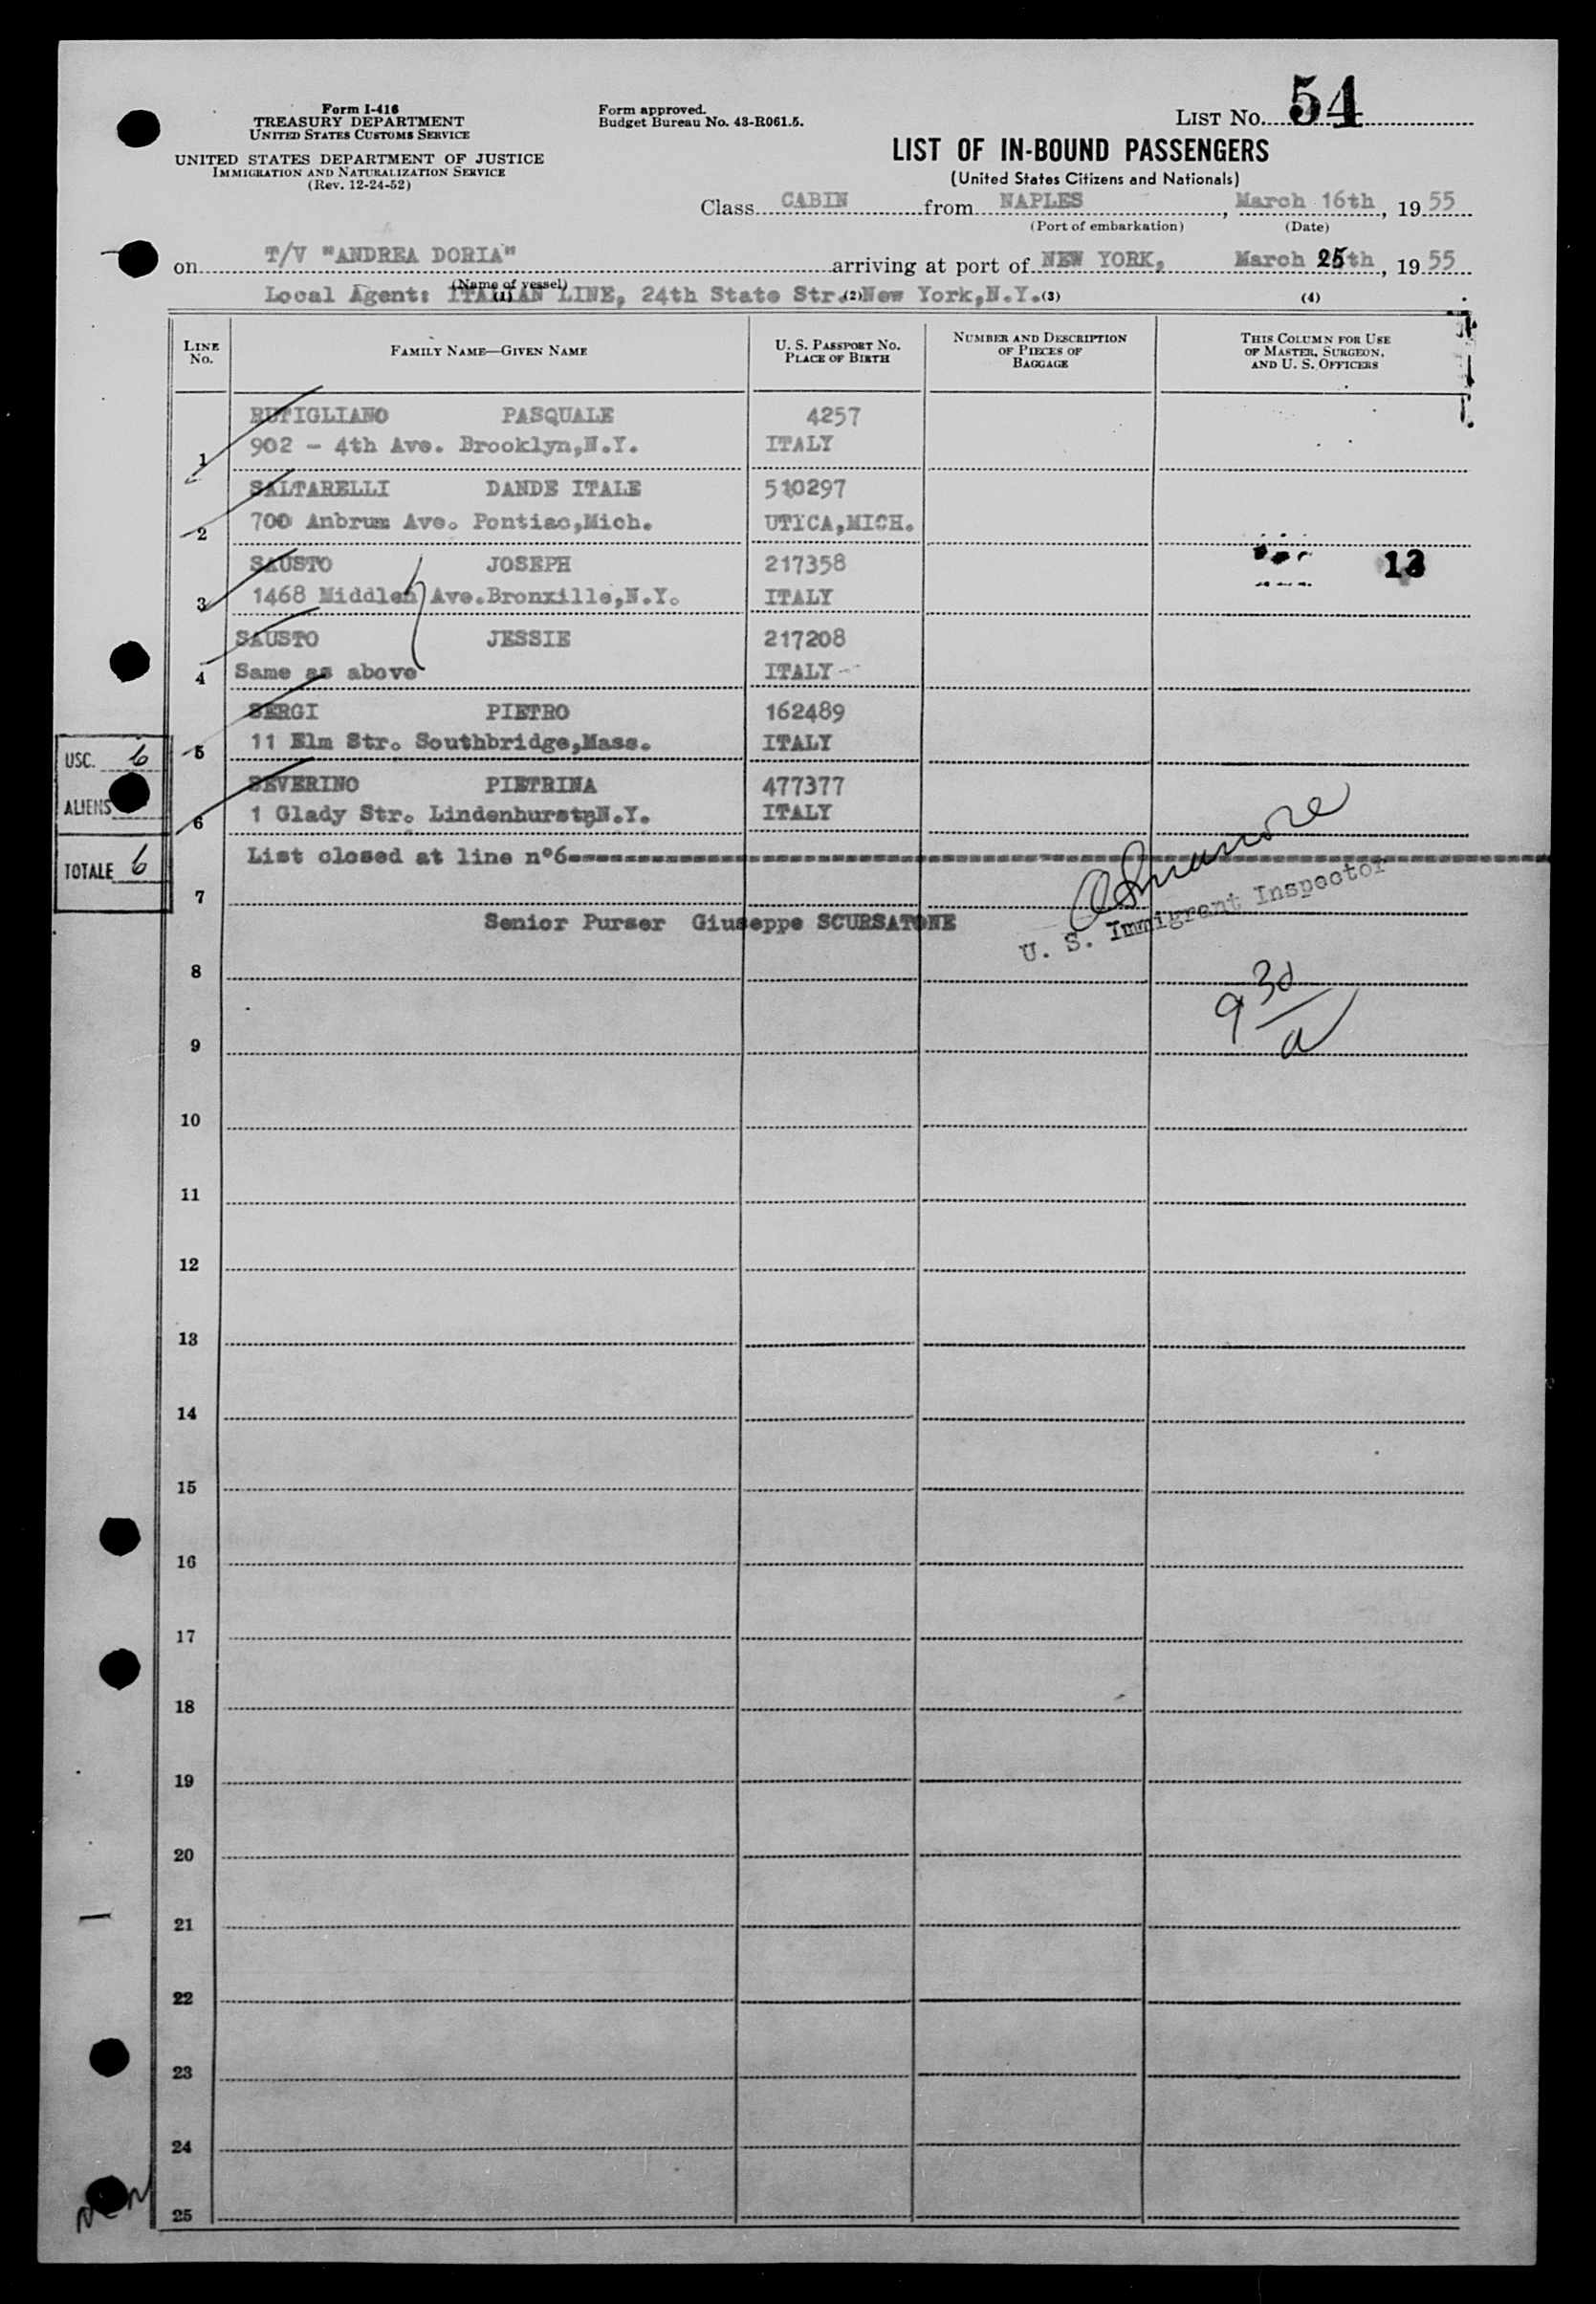 Form I-416
TREASURY DEPARTMENT
UNITED STATES CUSTOMS SERVICE
UNITED STATES DEPARTMENT OF JUSTICE
IMMIGRATION AND NATURALIZATION SERVICE
(Rev. 12-24-52)
Form approved.
Budget Bureau No. 43-R061.5.
LIST No. 54
LIST OF IN-BOUND PASSENGERS
(United States Citizens and Nationals)
Class CABIN from NAPLES, March 16th, 1955
(Port of embarkation) (Date)
on T/V "ANDREA DORIA" arriving at port of NEW YORK, March 25th, 1955
(Name of vessel)
Local Agent: ITALIAN LINE, 24th State Str. New York, N.Y.
(1) (2) (3) (4)
LINE No. FAMILY NAME—GIVEN NAME U. S. PASSPORT NO. PLACE OF BIRTH NUMBER AND DESCRIPTION OF PIECES OF BAGGAGE THIS COLUMN FOR USE OF MASTER, SURGEON, AND U. S. OFFICERS
RUTIGLIANO PASQUALE 4257
1 902 - 4th Ave. Brooklyn,N.Y. ITALY
SALTARELLI DANDE ITALE 510297
2 700 Anbrum Ave. Pontiac,Mich. UTYCA,MICH.
SAUSTO JOSEPH 217358 13
3 1468 Middleh Ave.Bronxille,N.Y. ITALY
SAUSTO JESSIE 217208
4 Same as above ITALY
SERGI PIETRO 162489
5 11 Elm Str. Southbridge,Mass. ITALY
SEVERINO PIETRINA 477377
6 1 Glady Str. Lindenhurst,N.Y. ITALY
USC. 6
ALIENS
TOTALE 6
List closed at line n°6
7
Senior Purser Giuseppe SCURSATONE
U. S. Immigrant Inspector
8
9 30/a
9
10
11
12
13
14
15
16
17
18
19
20
21
22
23
24
25